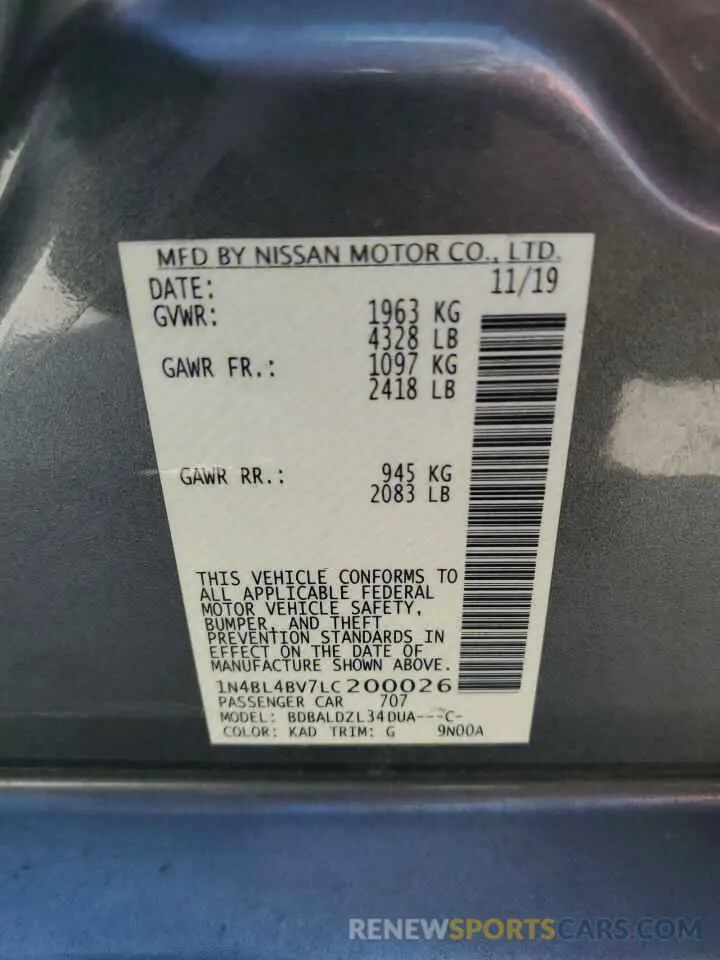 MFD BY NISSAN MOTOR CO., LTD.
DATE: 11/19
GVWR: 1963 KG
4328 LB
GAWR FR.: 1097 KG
2418 LB
GAWR RR.: 945 KG
2083 LB
THIS VEHICLE CONFORMS TO
ALL APPLICABLE FEDERAL
MOTOR VEHICLE SAFETY,
BUMPER, AND THEFT
PREVENTION STANDARDS IN
EFFECT ON THE DATE OF
MANUFACTURE SHOWN ABOVE.
1N4BL4BV7LC200026
PASSENGER CAR 707
MODEL: BDBALDZL34DUA---C-
COLOR: KAD TRIM: G 9N00A
RENEWSPORTSCARS.COM